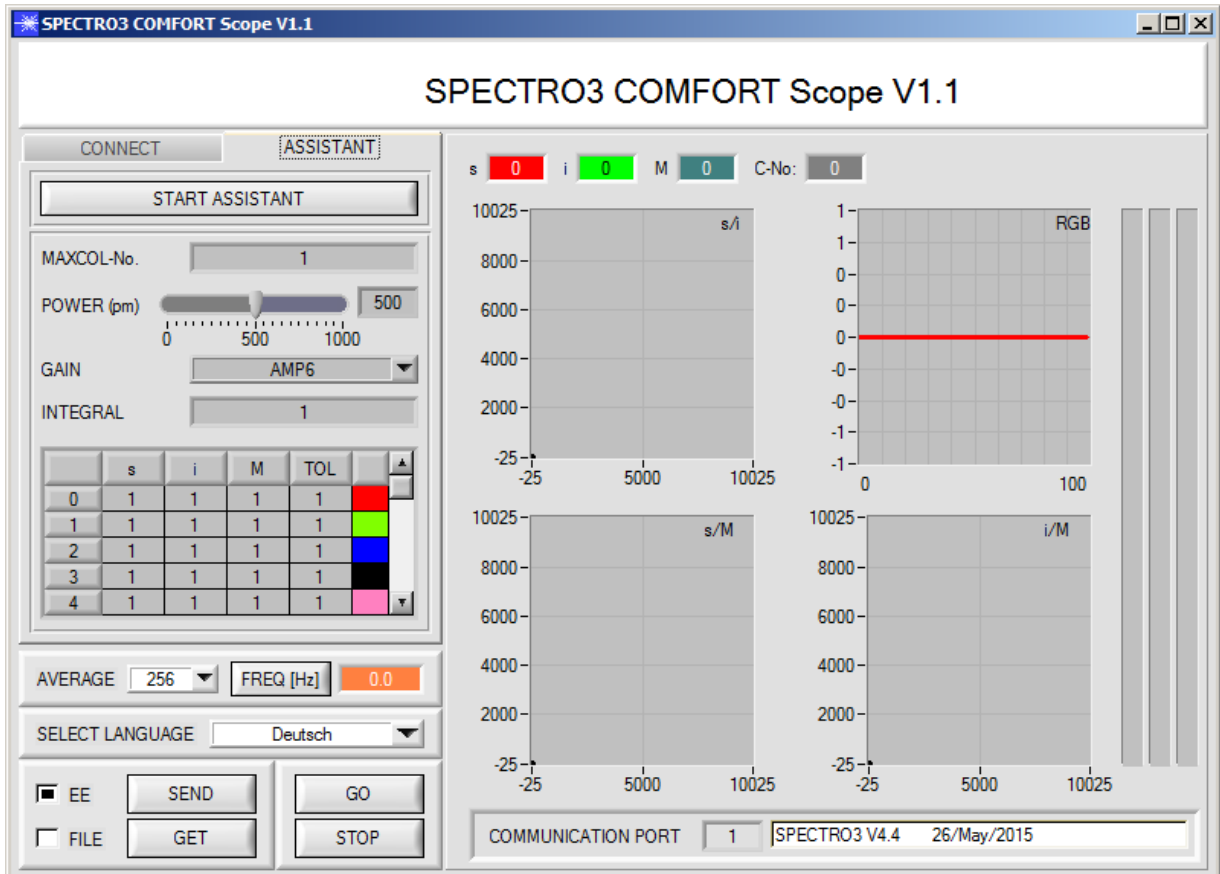 SPECTRO3 COMFORT Scope V1.1
SPECTRO3 COMFORT Scope V1.1
CONNECT ASSISTANT
START ASSISTANT
MAXCOL-No. 1
POWER (pm) 500
0 500 1000
GAIN AMP6
INTEGRAL 1
s i M TOL
0 1 1 1 1
1 1 1 1 1
2 1 1 1 1
3 1 1 1 1
4 1 1 1 1
AVERAGE 256 FREQ [Hz] 0.0
SELECT LANGUAGE Deutsch
EE SEND GO
FILE GET STOP
s 0 i 0 M 0 C-No: 0
s/i
10025
8000
6000
4000
2000
-25
-25 5000 10025
RGB
1
1
0
0
0
-0
-0
-1
-1
0 100
s/M
10025
8000
6000
4000
2000
-25
-25 5000 10025
i/M
10025
8000
6000
4000
2000
-25
-25 5000 10025
COMMUNICATION PORT 1 SPECTRO3 V4.4 26/May/2015